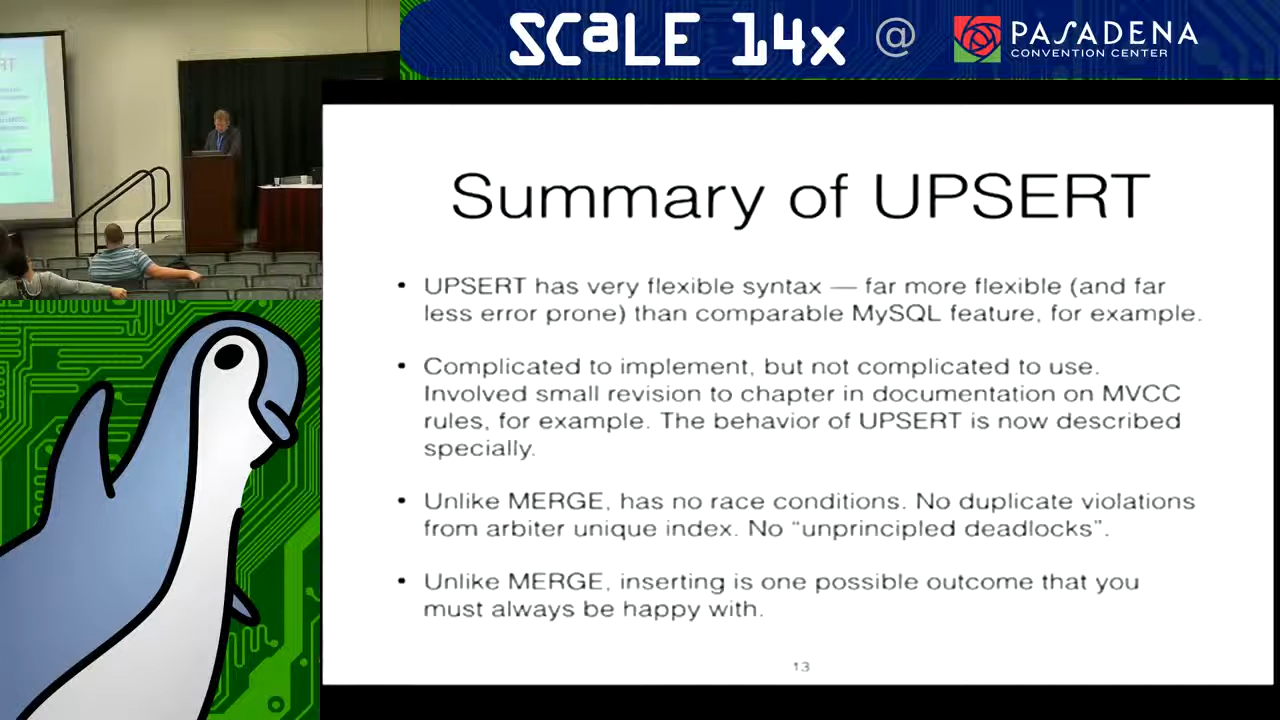 SCALE 14x @ PASADENA
CONVENTION CENTER
Summary of UPSERT
• UPSERT has very flexible syntax — far more flexible (and far
less error prone) than comparable MySQL feature, for example.
• Complicated to implement, but not complicated to use.
Involved small revision to chapter in documentation on MVCC
rules, for example. The behavior of UPSERT is now described
specially.
• Unlike MERGE, has no race conditions. No duplicate violations
from arbiter unique index. No “unprincipled deadlocks”.
• Unlike MERGE, inserting is one possible outcome that you
must always be happy with.
13